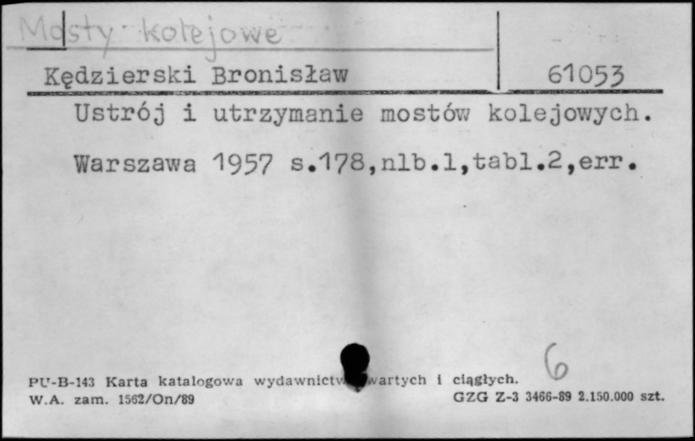 Mosty kolejowe
Kędzierski Bronisław 61053
Ustrój i utrzymanie mostów kolejowych.
Warszawa 1957 s.178,nlb.1,tabl.2,err.
6
PU-B-143 Karta katalogowa wydawnictw wartych i ciągłych.
W.A. zam. 1562/On/89 GZG Z-3 3466-89 2.150.000 szt.